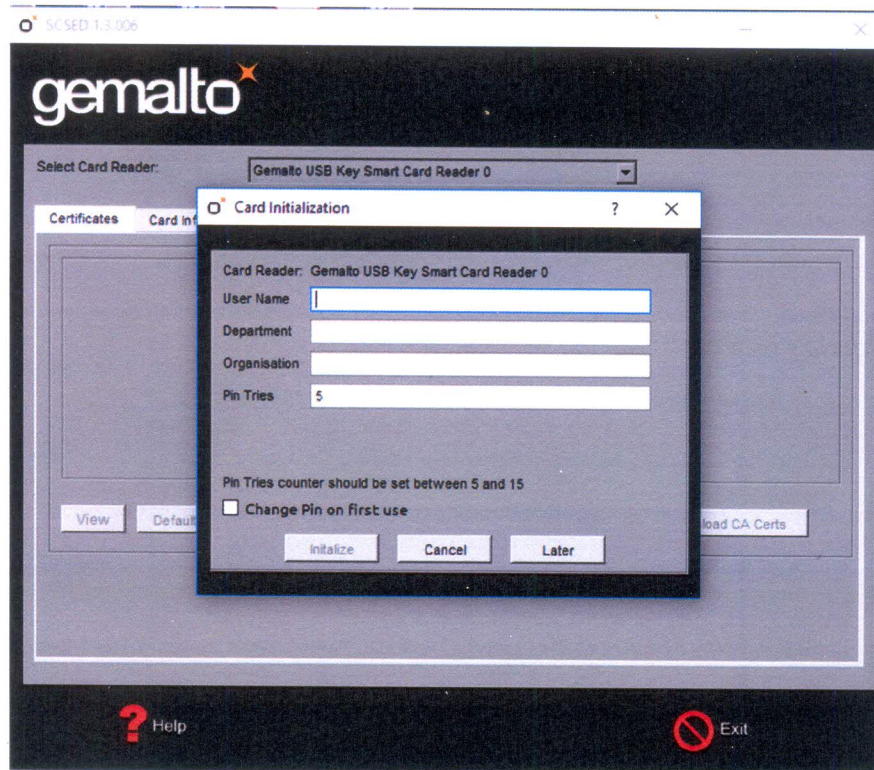 SCSED 1.3.006
gemalto
Select Card Reader: Gemalto USB Key Smart Card Reader 0
Card Initialization ? X
Certificates Card Inf
Card Reader: Gemalto USB Key Smart Card Reader 0
User Name
Department
Organisation
Pin Tries 5
Pin Tries counter should be set between 5 and 15
Change Pin on first use
View Default load CA Certs
Initalize Cancel Later
? Help Exit